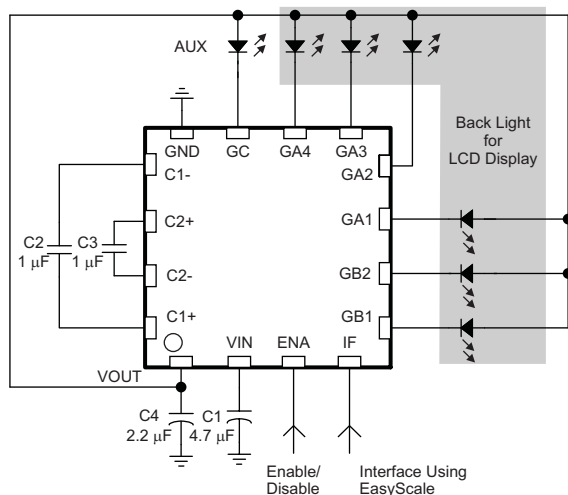 AUX
Back Light
for
LCD Display
GND
GC
GA4
GA3
C1-
GA2
C2+
GA1
C2
1 µF
C3
1 µF
C2-
GB2
C1+
GB1
VIN
ENA
IF
VOUT
C4
2.2 µF
C1
4.7 µF
Enable/
Disable
Interface Using
EasyScale